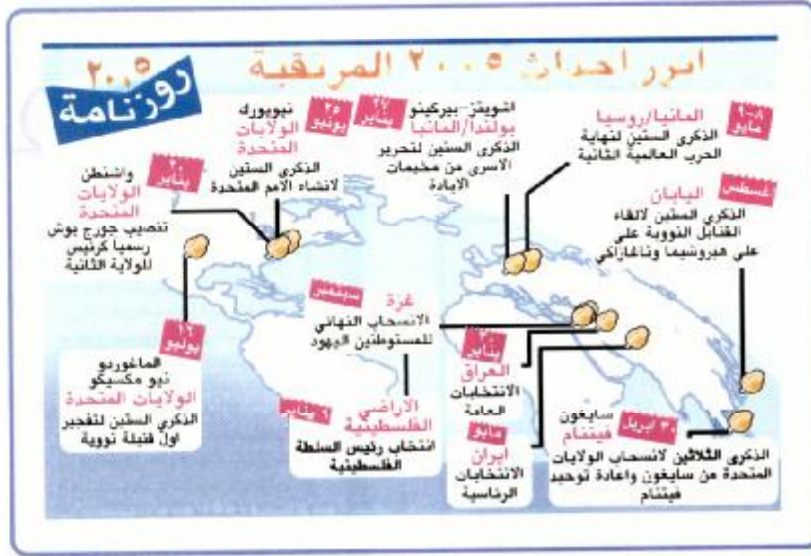 ابرز احداث ٢٠٠٥ المرتقبة
روزنامة
٢٠٠٥
٨-٩
مايو
المانيا/روسيا
الذكرى الستين لنهاية
الحرب العالمية الثانية
٢٧
يناير
اشويتز-بيركينو
بولندا/المانيا
الذكرى الستين لتحرير
الاسرى من مخيمات
الابادة
٢٥
يونيو
نيويورك
الولايات
المتحدة
الذكرى الستين
لانشاء الامم المتحدة
٢٠
يناير
واشنطن
الولايات
المتحدة
تنصيب جورج بوش
رسميا كرئيس
للولاية الثانية
اغسطس
اليابان
الذكرى الستين لالقاء
القنابل النووية على
على هيروشيما وناغازاكي
سبتمبر
غزة
الانسحاب النهائي
للمستوطنين اليهود
١٦
يوليو
الماغوردو
نيو مكسيكو
الولايات المتحدة
الذكرى الستين لتفجير
اول قنبلة نووية
٩ يناير
الاراضي
الفلسطينية
انتخاب رئيس السلطة
الفلسطينية
يناير
العراق
الانتخابات
العامة
مايو
ايران
الانتخابات
الرئاسية
٣٠ ابريل
سايغون
فيتنام
الذكرى الثلاثين لانسحاب الولايات
المتحدة من سايغون واعادة توحيد
فيتنام